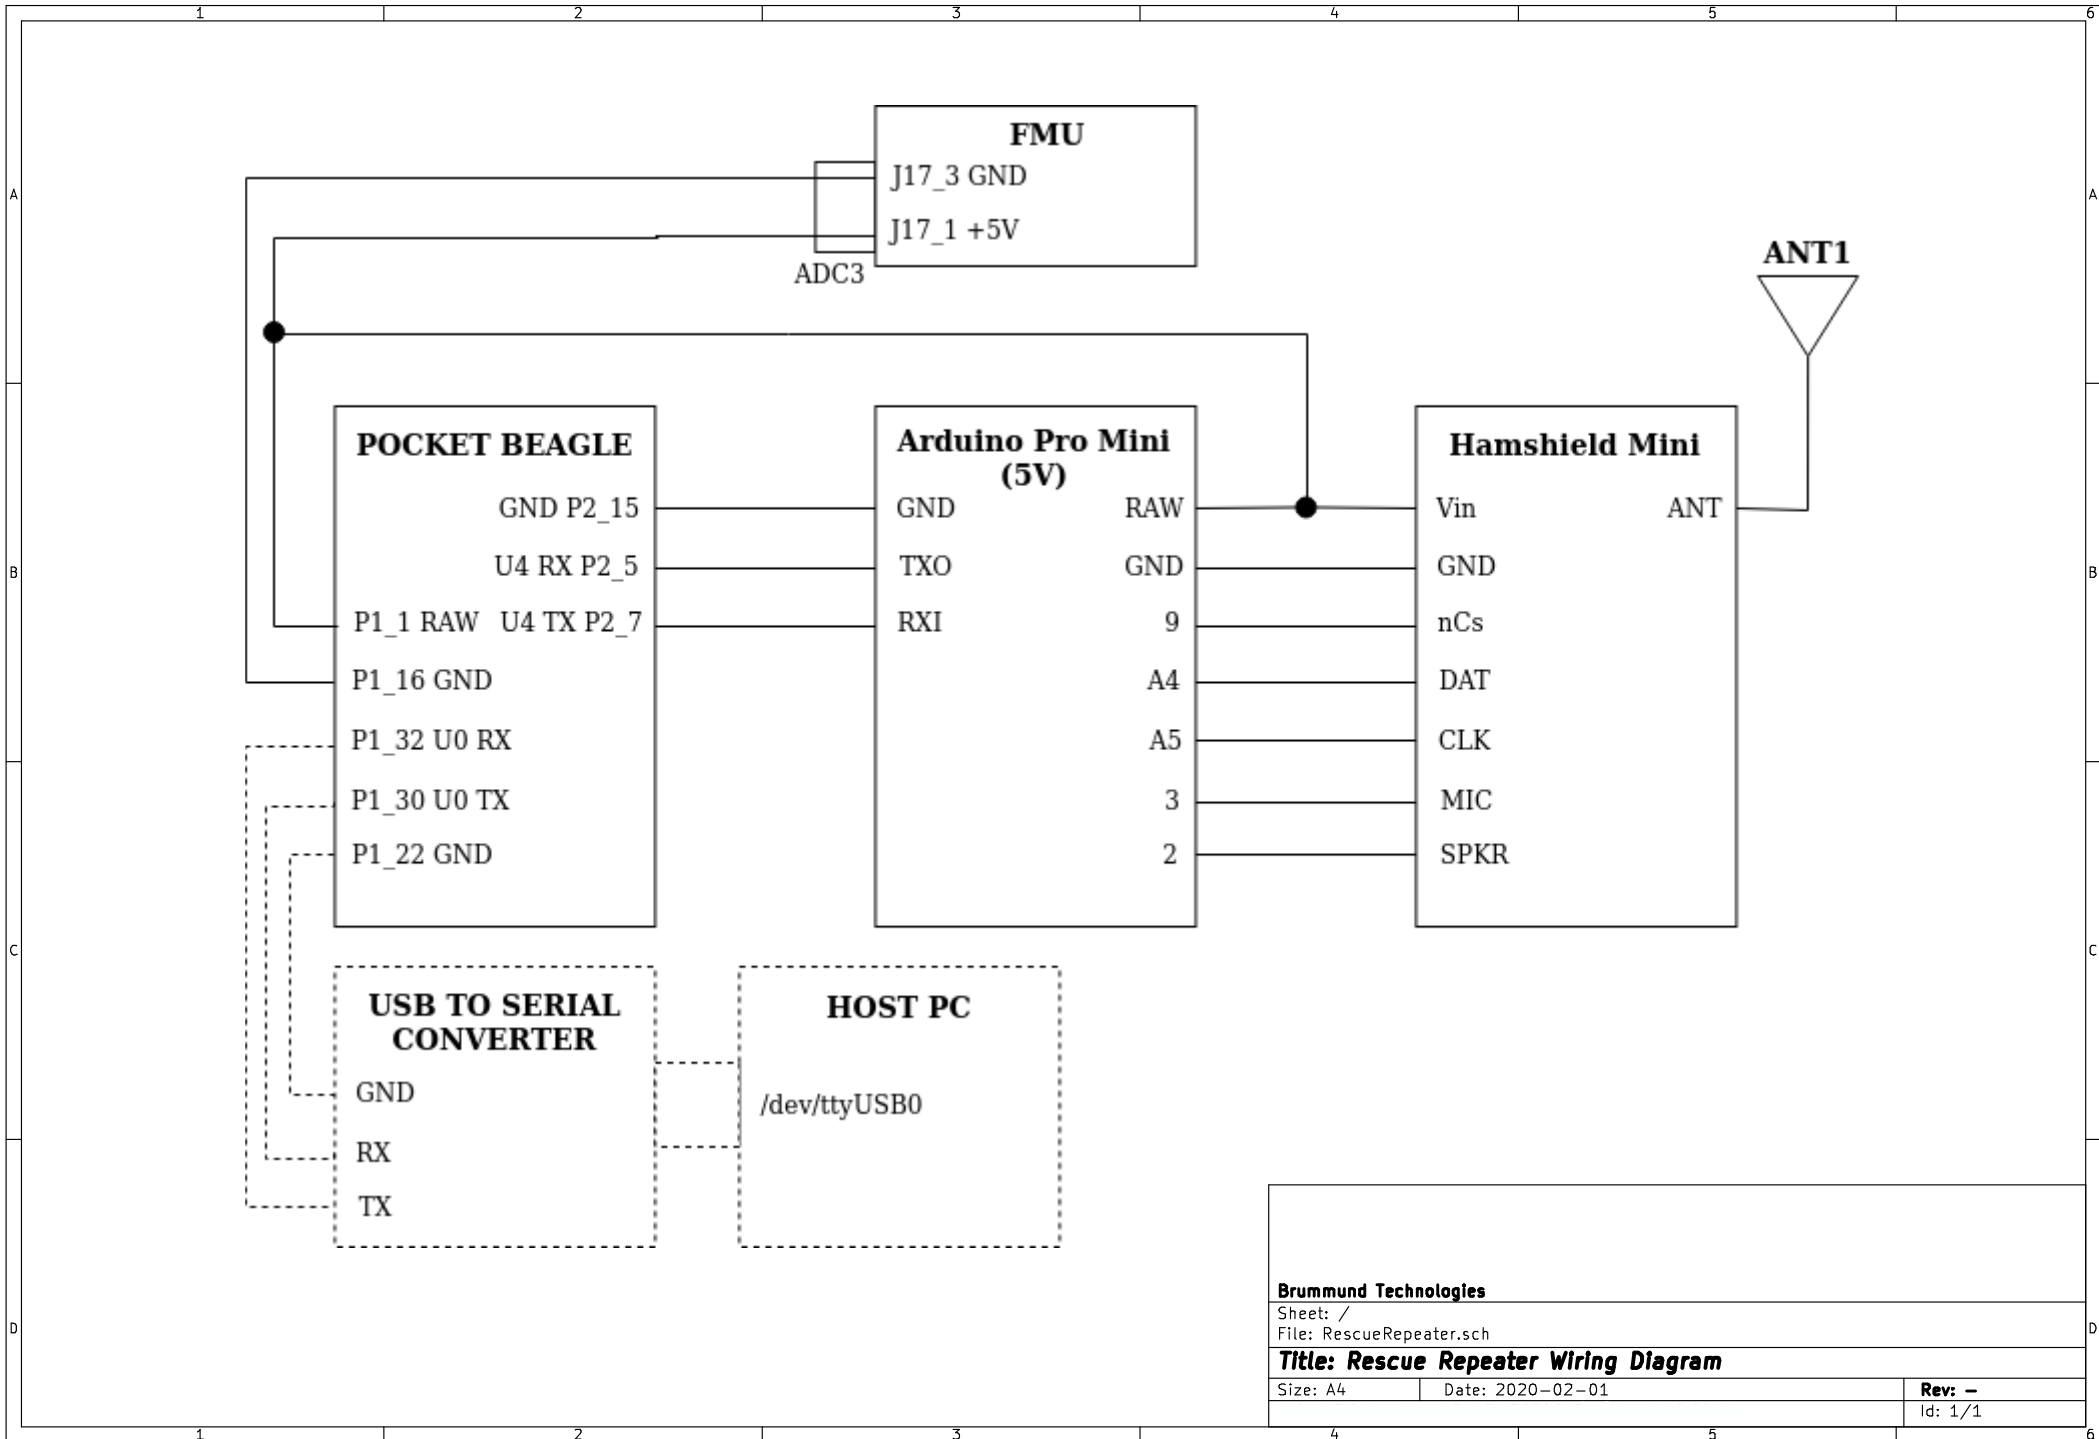 1 2 3 4 5 6
A A
B B
C C
D D
FMU
J17_3 GND
J17_1 +5V
ADC3
ANT1
POCKET BEAGLE
GND P2_15
U4 RX P2_5
P1_1 RAW U4 TX P2_7
P1_16 GND
P1_32 U0 RX
P1_30 U0 TX
P1_22 GND
Arduino Pro Mini
(5V)
GND RAW
TXO GND
RXI 9
A4
A5
3
2
Hamshield Mini
Vin ANT
GND
nCs
DAT
CLK
MIC
SPKR
USB TO SERIAL
CONVERTER
GND
RX
TX
HOST PC
/dev/ttyUSB0
Brummund Technologies
Sheet: /
File: RescueRepeater.sch
Title: Rescue Repeater Wiring Diagram
Size: A4 Date: 2020-02-01 Rev: -
Id: 1/1
1 2 3 4 5 6